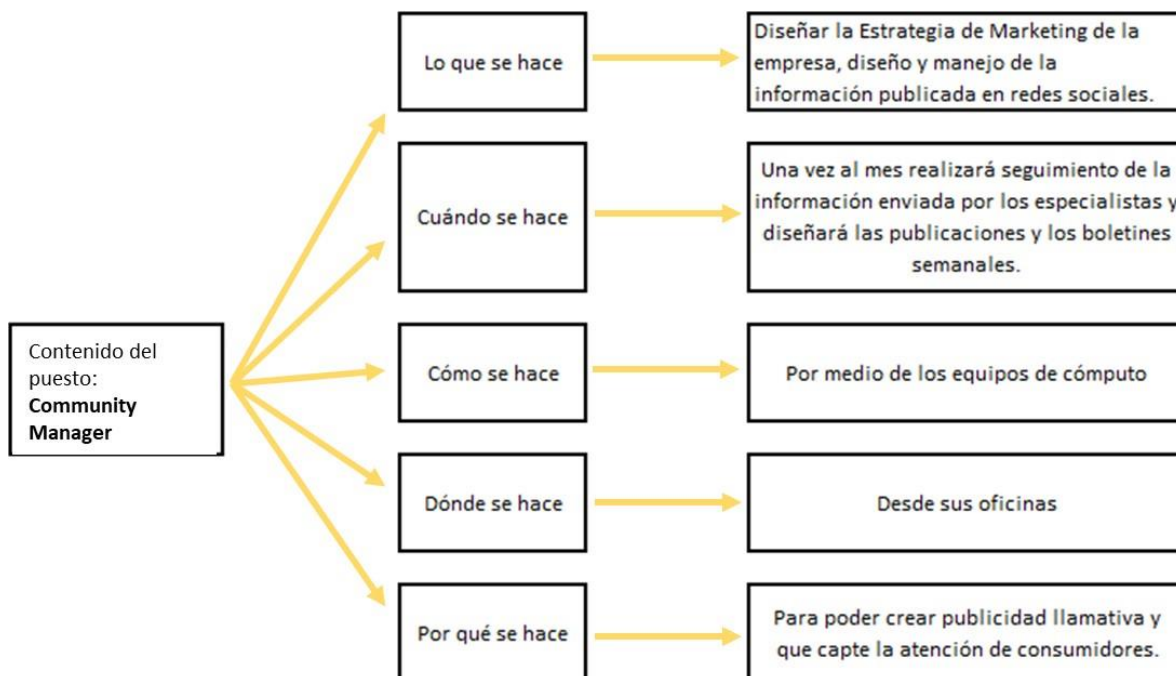 Contenido del
puesto:
Community
Manager
Lo que se hace
Diseñar la Estrategia de Marketing de la
empresa, diseño y manejo de la
información publicada en redes sociales.
Cuándo se hace
Una vez al mes realizará seguimiento de la
información enviada por los especialistas y
diseñará las publicaciones y los boletines
semanales.
Cómo se hace
Por medio de los equipos de cómputo
Dónde se hace
Desde sus oficinas
Por qué se hace
Para poder crear publicidad llamativa y
que capte la atención de consumidores.